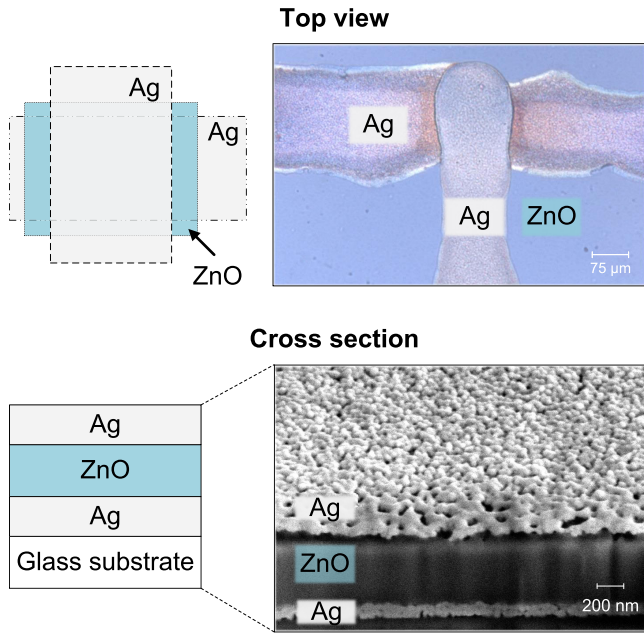 Top view
Ag
Ag
ZnO
Ag
Ag
ZnO
75 µm
Cross section
Ag
ZnO
Ag
Glass substrate
Ag
ZnO
Ag
200 nm